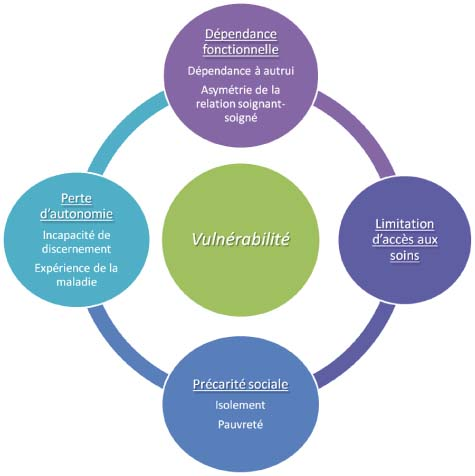 Dépendance
fonctionnelle
Dépendance à autrui
Asymétrie de la
relation soignant-
soigné
Perte
d'autonomie
Incapacité de
discernement
Expérience de la
maladie
Vulnérabilité
Limitation
d'accès aux
soins
Précarité sociale
Isolement
Pauvreté